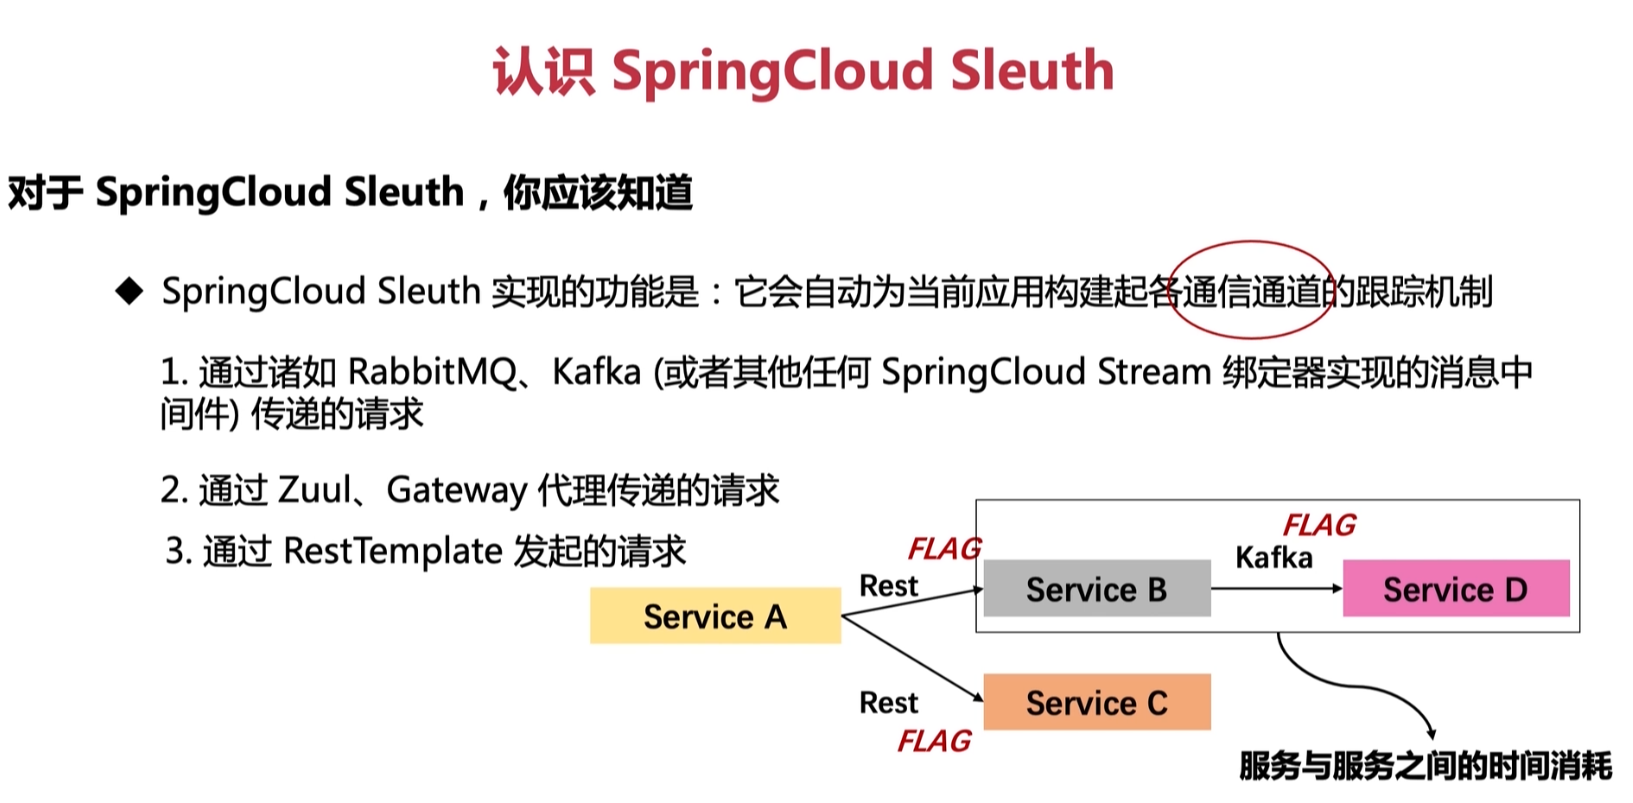 认识 SpringCloud Sleuth
对于 SpringCloud Sleuth，你应该知道
◆ SpringCloud Sleuth 实现的功能是：它会自动为当前应用构建起各通信通道的跟踪机制
1. 通过诸如 RabbitMQ、Kafka (或者其他任何 SpringCloud Stream 绑定器实现的消息中
间件) 传递的请求
2. 通过 Zuul、Gateway 代理传递的请求
3. 通过 RestTemplate 发起的请求
FLAG
FLAG
Kafka
Rest
Service B
Service D
Service A
Rest
Service C
FLAG
服务与服务之间的时间消耗